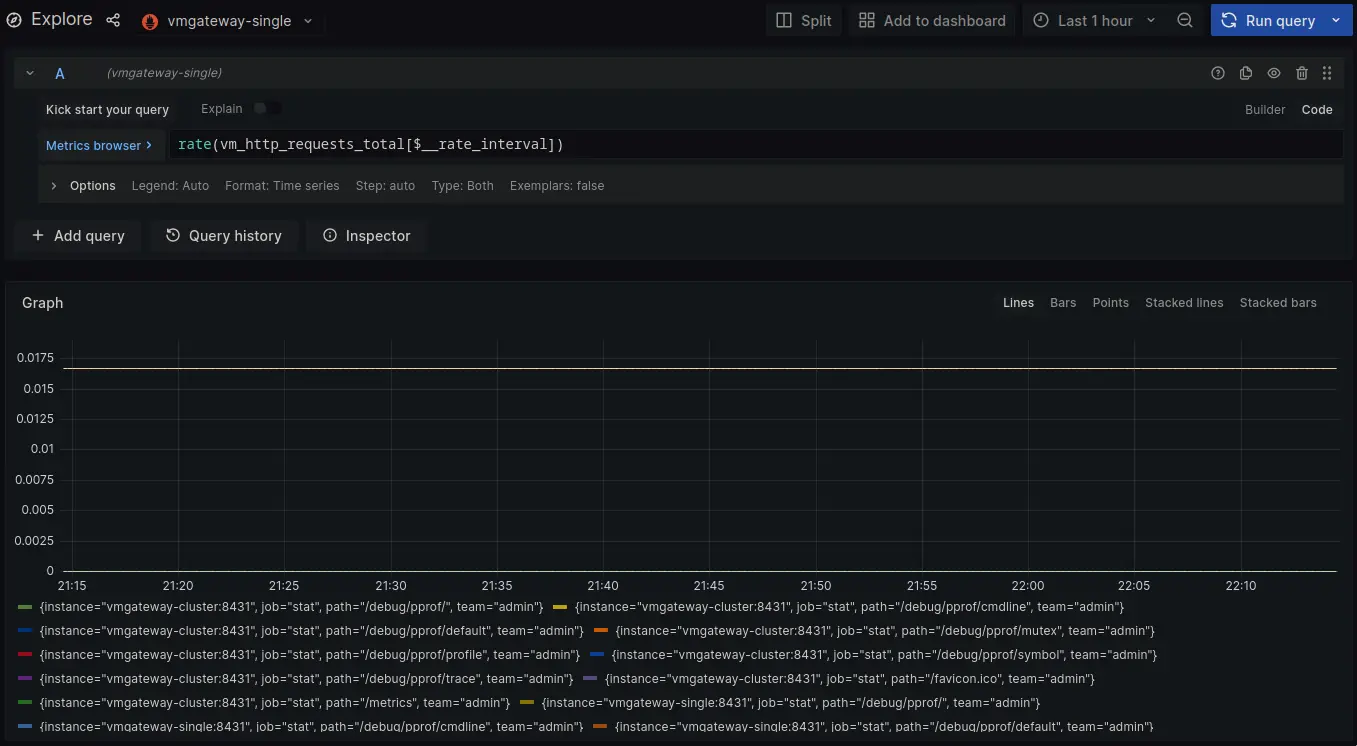 Explore vmgateway-single Split Add to dashboard Last 1 hour Run query
A (vmgateway-single)
Kick start your query Explain Builder Code
Metrics browser > rate(vm_http_requests_total[$__rate_interval])
> Options Legend: Auto Format: Time series Step: auto Type: Both Exemplars: false
+ Add query Query history Inspector
Graph Lines Bars Points Stacked lines Stacked bars
0.0175
0.015
0.0125
0.01
0.0075
0.005
0.0025
0
21:15 21:20 21:25 21:30 21:35 21:40 21:45 21:50 21:55 22:00 22:05 22:10
{instance="vmgateway-cluster:8431", job="stat", path="/debug/pprof/", team="admin"} {instance="vmgateway-cluster:8431", job="stat", path="/debug/pprof/cmdline", team="admin"}
{instance="vmgateway-cluster:8431", job="stat", path="/debug/pprof/default", team="admin"} {instance="vmgateway-cluster:8431", job="stat", path="/debug/pprof/mutex", team="admin"}
{instance="vmgateway-cluster:8431", job="stat", path="/debug/pprof/profile", team="admin"} {instance="vmgateway-cluster:8431", job="stat", path="/debug/pprof/symbol", team="admin"}
{instance="vmgateway-cluster:8431", job="stat", path="/debug/pprof/trace", team="admin"} {instance="vmgateway-cluster:8431", job="stat", path="/favicon.ico", team="admin"}
{instance="vmgateway-cluster:8431", job="stat", path="/metrics", team="admin"} {instance="vmgateway-single:8431", job="stat", path="/debug/pprof/", team="admin"}
{instance="vmgateway-single:8431", job="stat", path="/debug/pprof/cmdline", team="admin"} {instance="vmgateway-single:8431", job="stat", path="/debug/pprof/default", team="admin"}